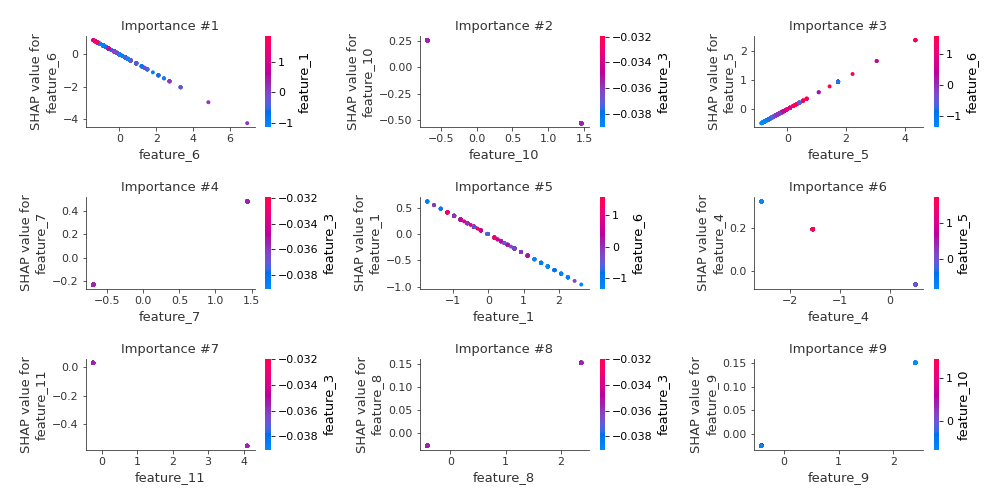 Importance #1
SHAP value for
feature_6
0
−2
−4
0
2
4
6
feature_6
1
0
−1
feature_1
Importance #2
SHAP value for
feature_10
0.25
0.00
−0.25
−0.50
−0.5
0.0
0.5
1.0
1.5
feature_10
−0.032
−0.034
−0.036
−0.038
feature_3
Importance #3
SHAP value for
feature_5
2
1
0
0
2
4
feature_5
1
0
−1
feature_6
Importance #4
SHAP value for
feature_7
0.4
0.2
0.0
−0.2
−0.5
0.0
0.5
1.0
1.5
feature_7
−0.032
−0.034
−0.036
−0.038
feature_3
Importance #5
SHAP value for
feature_1
0.5
0.0
−0.5
−1.0
−1
0
1
2
feature_1
1
0
−1
feature_6
Importance #6
SHAP value for
feature_4
0.2
0.0
−2
−1
0
feature_4
1
0
feature_5
Importance #7
SHAP value for
feature_11
0.0
−0.2
−0.4
0
1
2
3
4
feature_11
−0.032
−0.034
−0.036
−0.038
feature_3
Importance #8
SHAP value for
feature_8
0.15
0.10
0.05
0.00
0
1
2
feature_8
−0.032
−0.034
−0.036
−0.038
feature_3
Importance #9
SHAP value for
feature_9
0.15
0.10
0.05
0.00
0
1
2
feature_9
1
0
feature_10